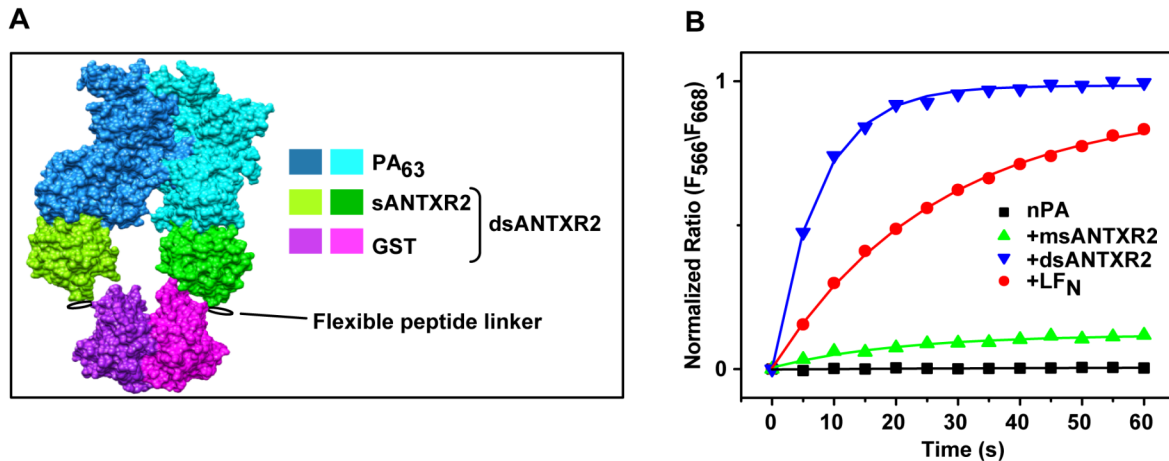 A
PA63
sANTXR2
GST
dsANTXR2
Flexible peptide linker
B
Normalized Ratio (F566\F668)
1
0
nPA
+msANTXR2
+dsANTXR2
+LFN
0 10 20 30 40 50 60
Time (s)